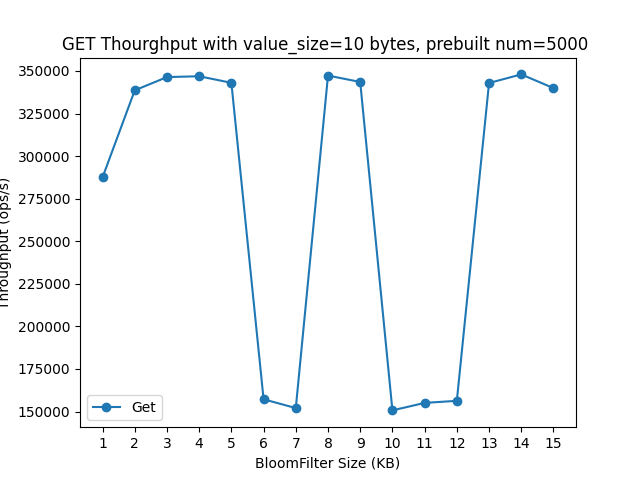 GET Thourghput with value_size=10 bytes, prebuilt num=5000
Throughput (ops/s)
350000
325000
300000
275000
250000
225000
200000
175000
150000
Get
1 2 3 4 5 6 7 8 9 10 11 12 13 14 15
BloomFilter Size (KB)